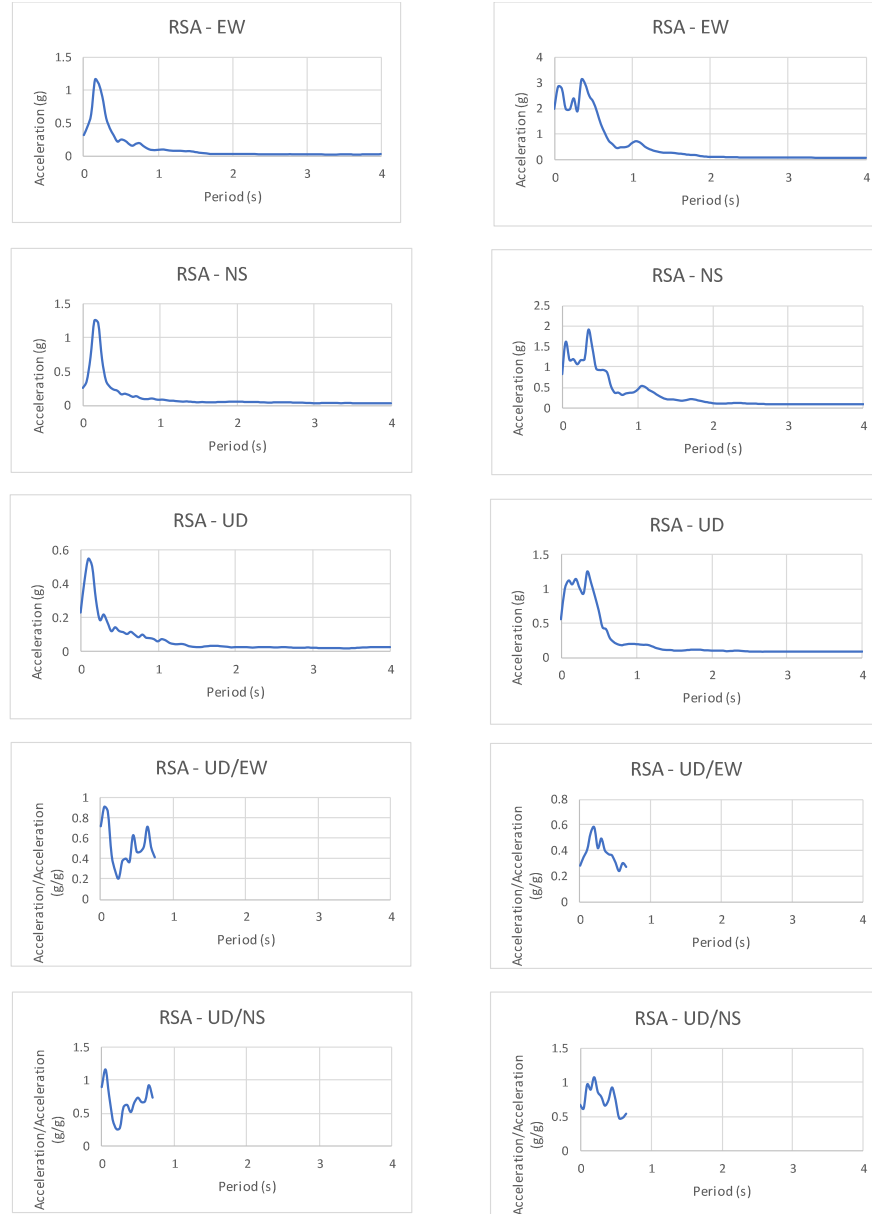 RSA - EW
1.5
1
0.5
0
Acceleration (g)
0 1 2 3 4
Period (s)
RSA - EW
4
3
2
1
0
Acceleration (g)
0 1 2 3 4
Period (s)
RSA - NS
1.5
1
0.5
0
Acceleration (g)
0 1 2 3 4
Period (s)
RSA - NS
2.5
2
1.5
1
0.5
0
Acceleration (g)
0 1 2 3 4
Period (s)
RSA - UD
0.6
0.4
0.2
0
Acceleration (g)
0 1 2 3 4
Period (s)
RSA - UD
1.5
1
0.5
0
Acceleration (g)
0 1 2 3 4
Period (s)
RSA - UD/EW
1
0.8
0.6
0.4
0.2
0
Acceleration/Acceleration
(g/g)
0 1 2 3 4
Period (s)
RSA - UD/EW
0.8
0.6
0.4
0.2
0
Acceleration/Acceleration
(g/g)
0 1 2 3 4
Period (s)
RSA - UD/NS
1.5
1
0.5
0
Acceleration/Acceleration
(g/g)
0 1 2 3 4
Period (s)
RSA - UD/NS
1.5
1
0.5
0
Acceleration/Acceleration
(g/g)
0 1 2 3 4
Period (s)